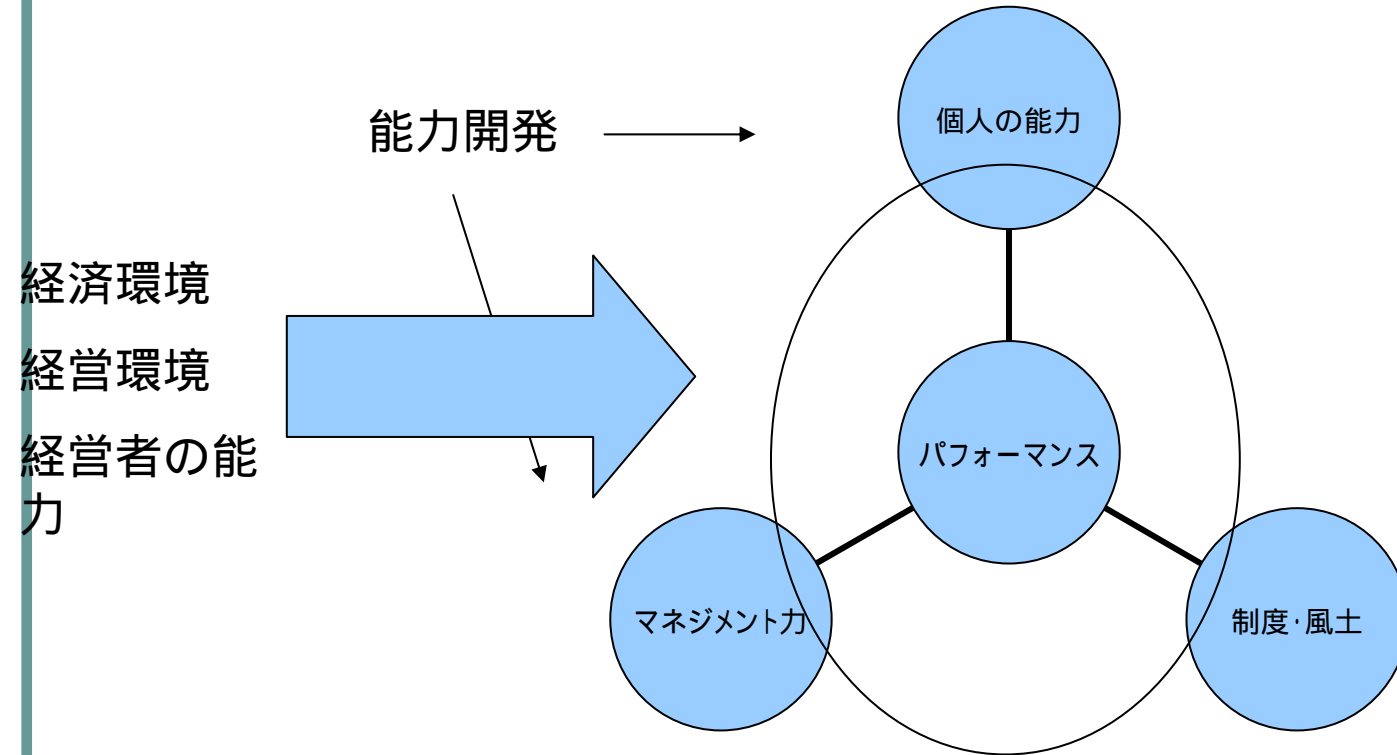 能力開発
個人の能力
経済環境
経営環境
経営者の能
力
パフォーマンス
マネジメント力
制度・風土